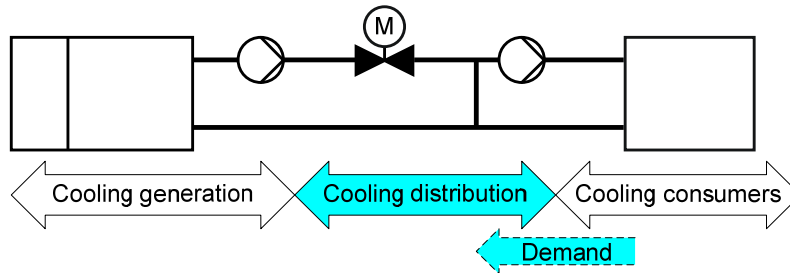 M
Cooling generation
Cooling distribution
Cooling consumers
Demand